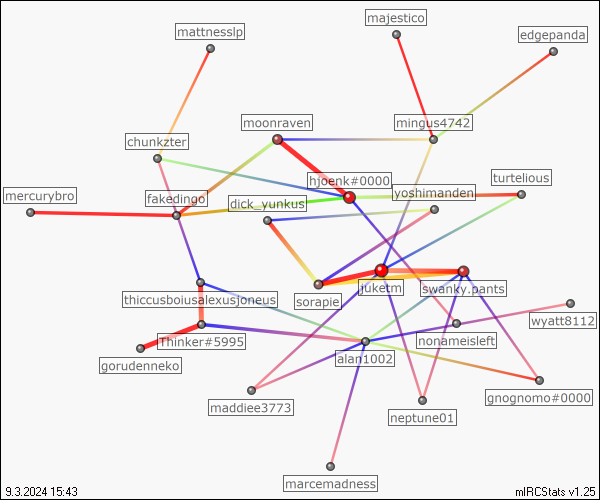 majestico
mattnesslp
edgepanda
moonraven
mingus4742
chunkzter
hjoenk#0000
turtelious
yoshimanden
mercurybro
fakedingo
dick_yunkus
juketm
swanky.pants
thiccusboiusalexusjoneus
sorapie
wyatt8112
Thinker#5995
nonameisleft
alan1002
gorudenneko
gnognomo#0000
maddiee3773
neptune01
marcemadness
9.3.2024 15:43
mIRCStats v1.25